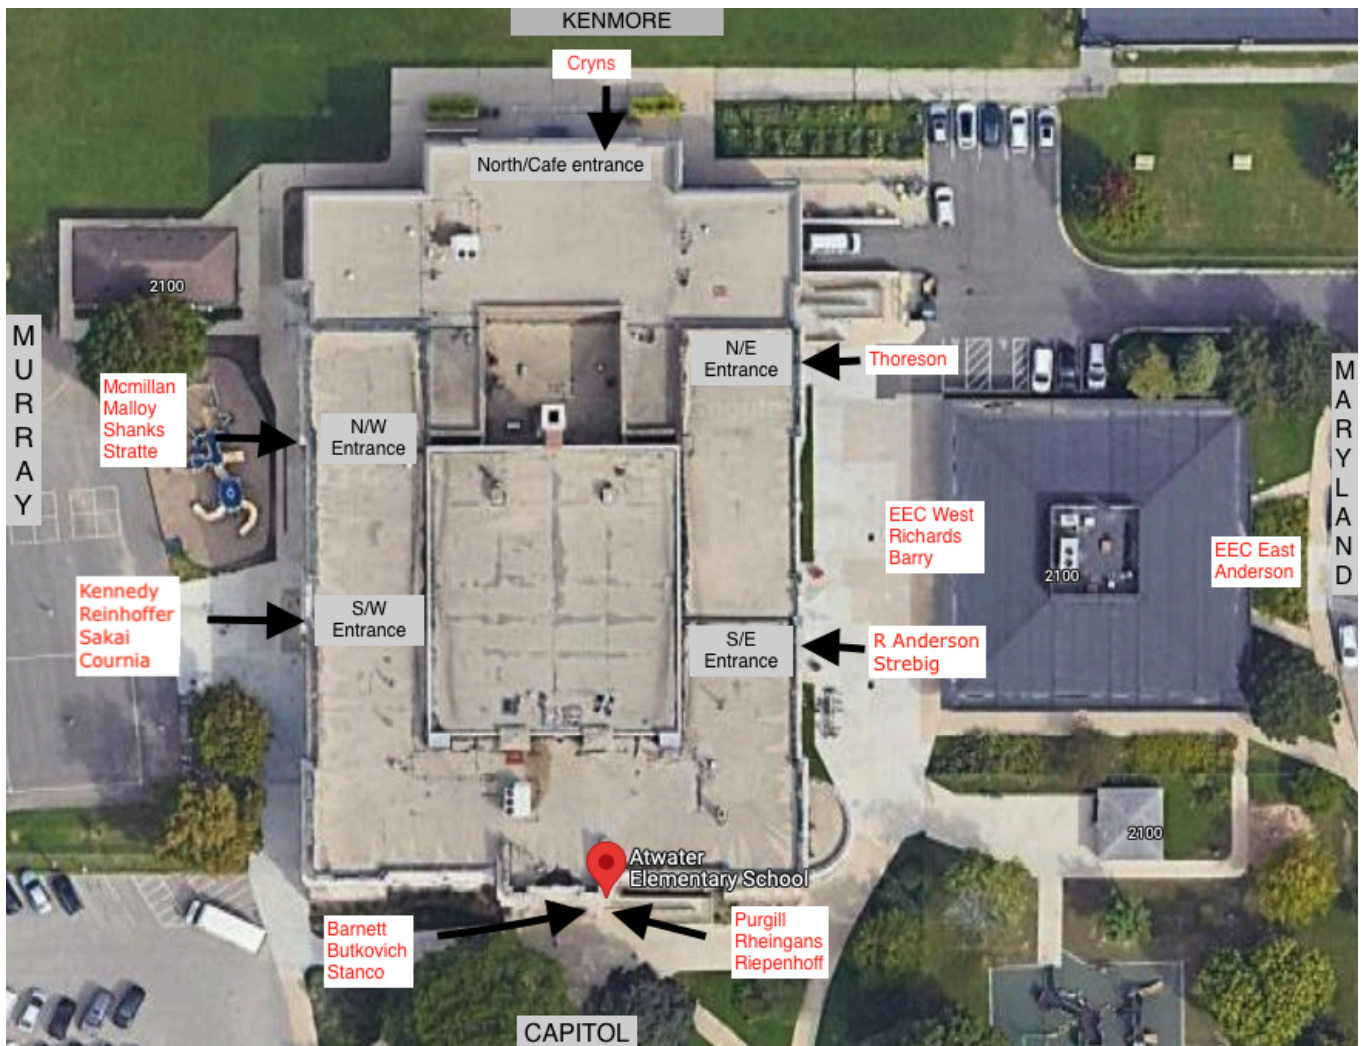 KENMORE
Cryns
North/Cafe entrance
2100
M
U
R
R
A
Y
Mcmillan
Malloy
Shanks
Stratte
N/W
Entrance
N/E
Entrance
Thoreson
M
A
R
Y
L
A
N
D
EEC West
Richards
Barry
2100
EEC East
Anderson
Kennedy
Reinhoffer
Sakai
Cournia
S/W
Entrance
S/E
Entrance
R Anderson
Strebig
2100
Atwater
Elementary School
Barnett
Butkovich
Stanco
Purgill
Rheingans
Riepenhoff
CAPITOL